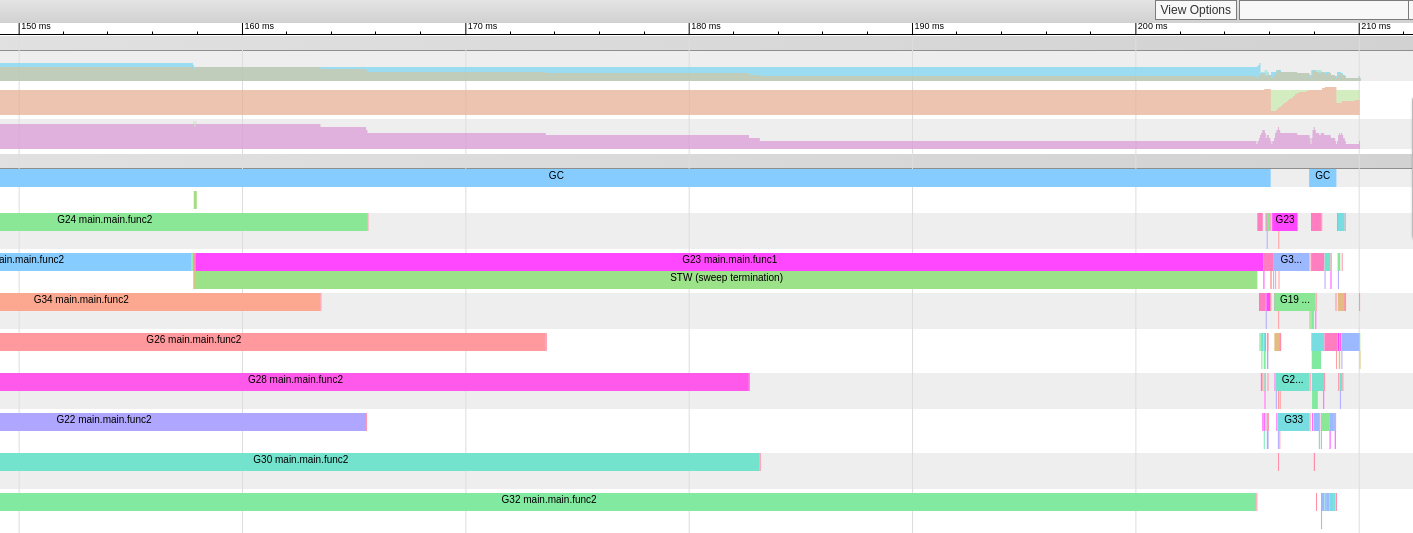 View Options
150 ms 160 ms 170 ms 180 ms 190 ms 200 ms 210 ms
GC GC
G24 main.main.func2 G23
ain.main.func2 G23 main.main.func1 G3...
STW (sweep termination)
G34 main.main.func2 G19 ...
G26 main.main.func2
G28 main.main.func2 G2...
G22 main.main.func2 G33
G30 main.main.func2
G32 main.main.func2